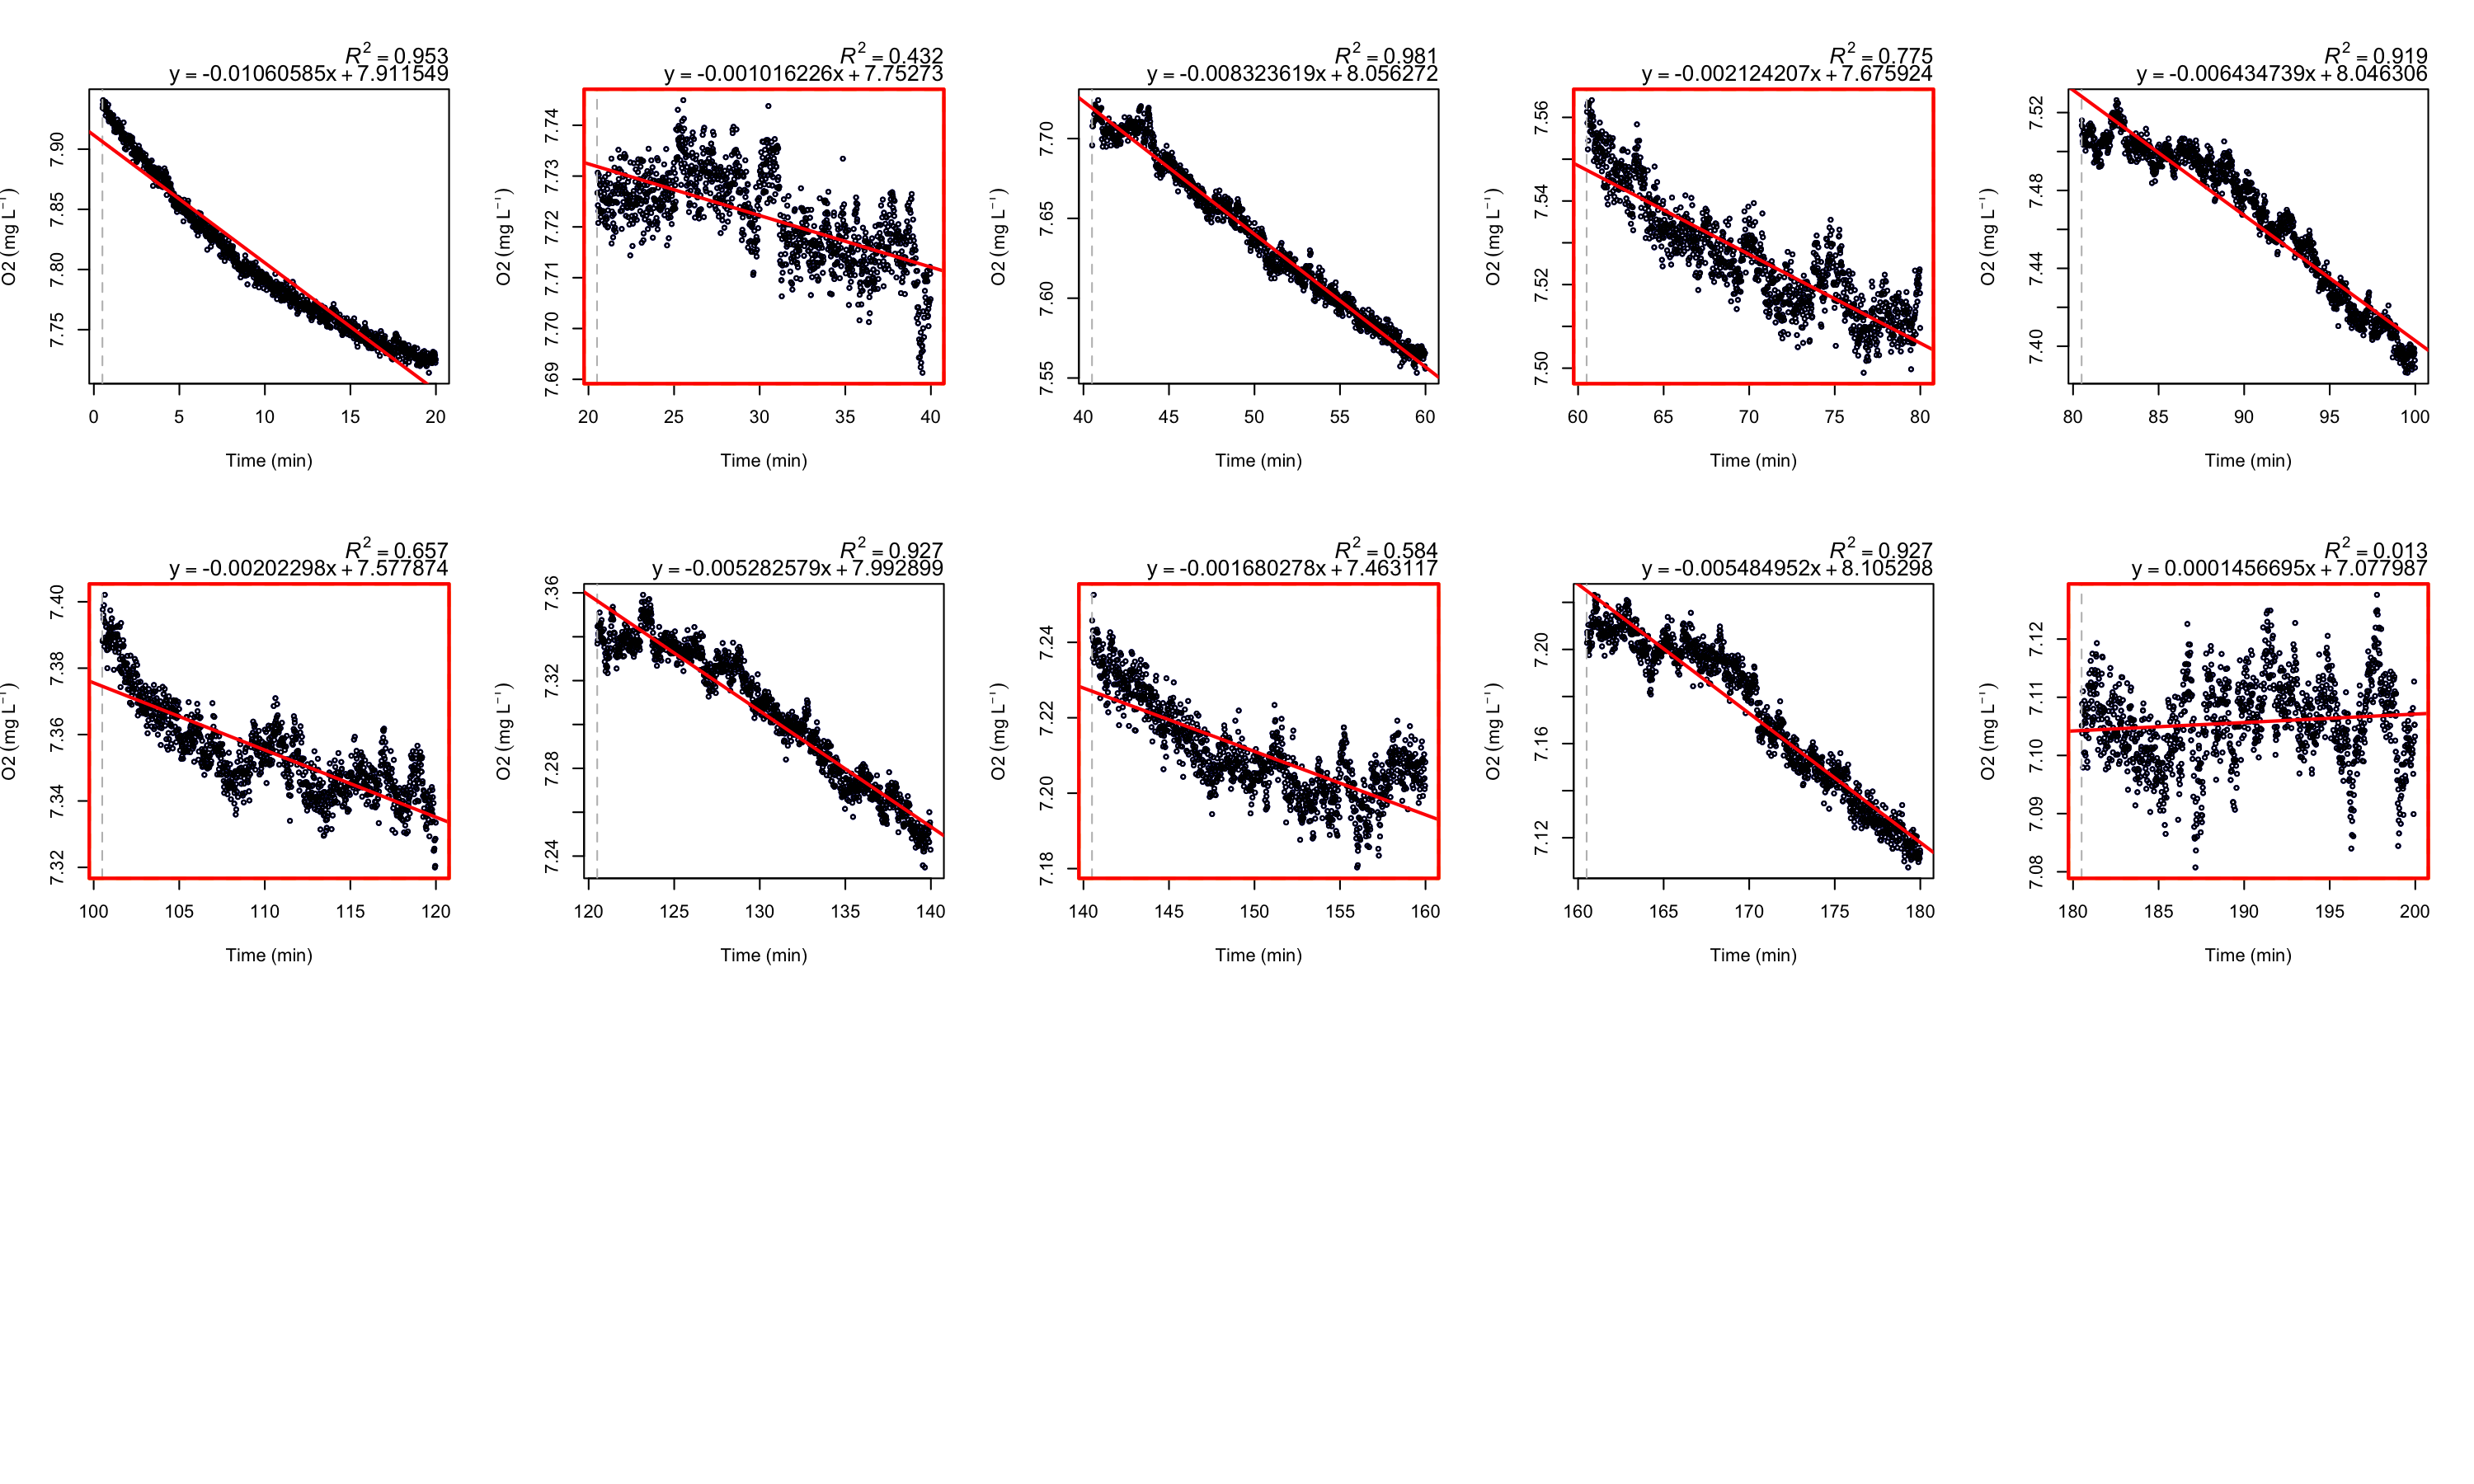 R² = 0.953
y = -0.01060585x + 7.911549
O2 (mg L⁻¹)
7.90
7.85
7.80
7.75
0 5 10 15 20
Time (min)
R² = 0.432
y = -0.001016226x + 7.75273
O2 (mg L⁻¹)
7.74
7.73
7.72
7.71
7.70
7.69
20 25 30 35 40
Time (min)
R² = 0.981
y = -0.008323619x + 8.056272
O2 (mg L⁻¹)
7.70
7.65
7.60
7.55
40 45 50 55 60
Time (min)
R² = 0.775
y = -0.002124207x + 7.675924
O2 (mg L⁻¹)
7.56
7.54
7.52
7.50
60 65 70 75 80
Time (min)
R² = 0.919
y = -0.006434739x + 8.046306
O2 (mg L⁻¹)
7.52
7.48
7.44
7.40
80 85 90 95 100
Time (min)
R² = 0.657
y = -0.00202298x + 7.577874
O2 (mg L⁻¹)
7.40
7.38
7.36
7.34
7.32
100 105 110 115 120
Time (min)
R² = 0.927
y = -0.005282579x + 7.992899
O2 (mg L⁻¹)
7.36
7.32
7.28
7.24
120 125 130 135 140
Time (min)
R² = 0.584
y = -0.001680278x + 7.463117
O2 (mg L⁻¹)
7.24
7.22
7.20
7.18
140 145 150 155 160
Time (min)
R² = 0.927
y = -0.005484952x + 8.105298
O2 (mg L⁻¹)
7.20
7.16
7.12
160 165 170 175 180
Time (min)
R² = 0.013
y = 0.0001456695x + 7.077987
O2 (mg L⁻¹)
7.12
7.11
7.10
7.09
7.08
180 185 190 195 200
Time (min)